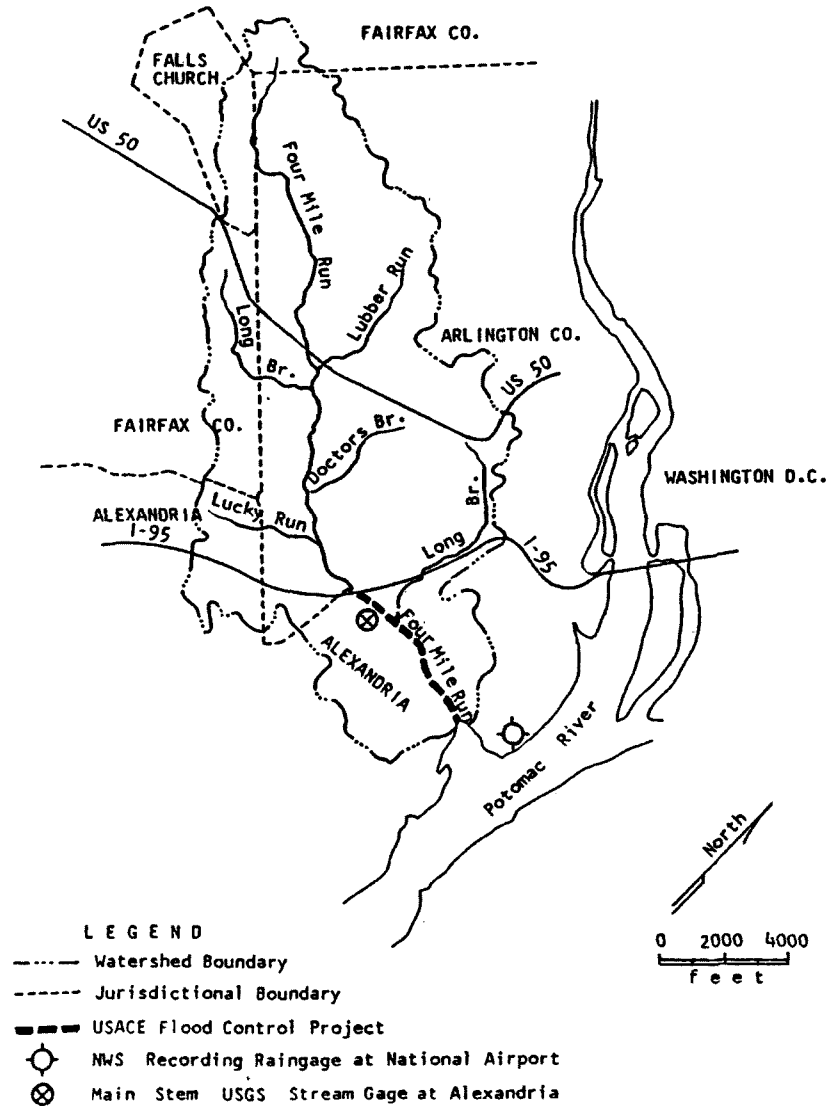 FAIRFAX CO.
FALLS
CHURCH
US 50
Four Mile Run
Lubber Run
Long Br.
ARLINGTON CO.
US 50
FAIRFAX CO.
Doctors Br.
WASHINGTON D.C.
Lucky Run
ALEXANDRIA
I-95
Long Br.
I-95
Four Mile Run
ALEXANDRIA
Potomac River
North
0 2000 4000
feet
LEGEND
Watershed Boundary
Jurisdictional Boundary
USACE Flood Control Project
NWS Recording Raingage at National Airport
Main Stem USGS Stream Gage at Alexandria